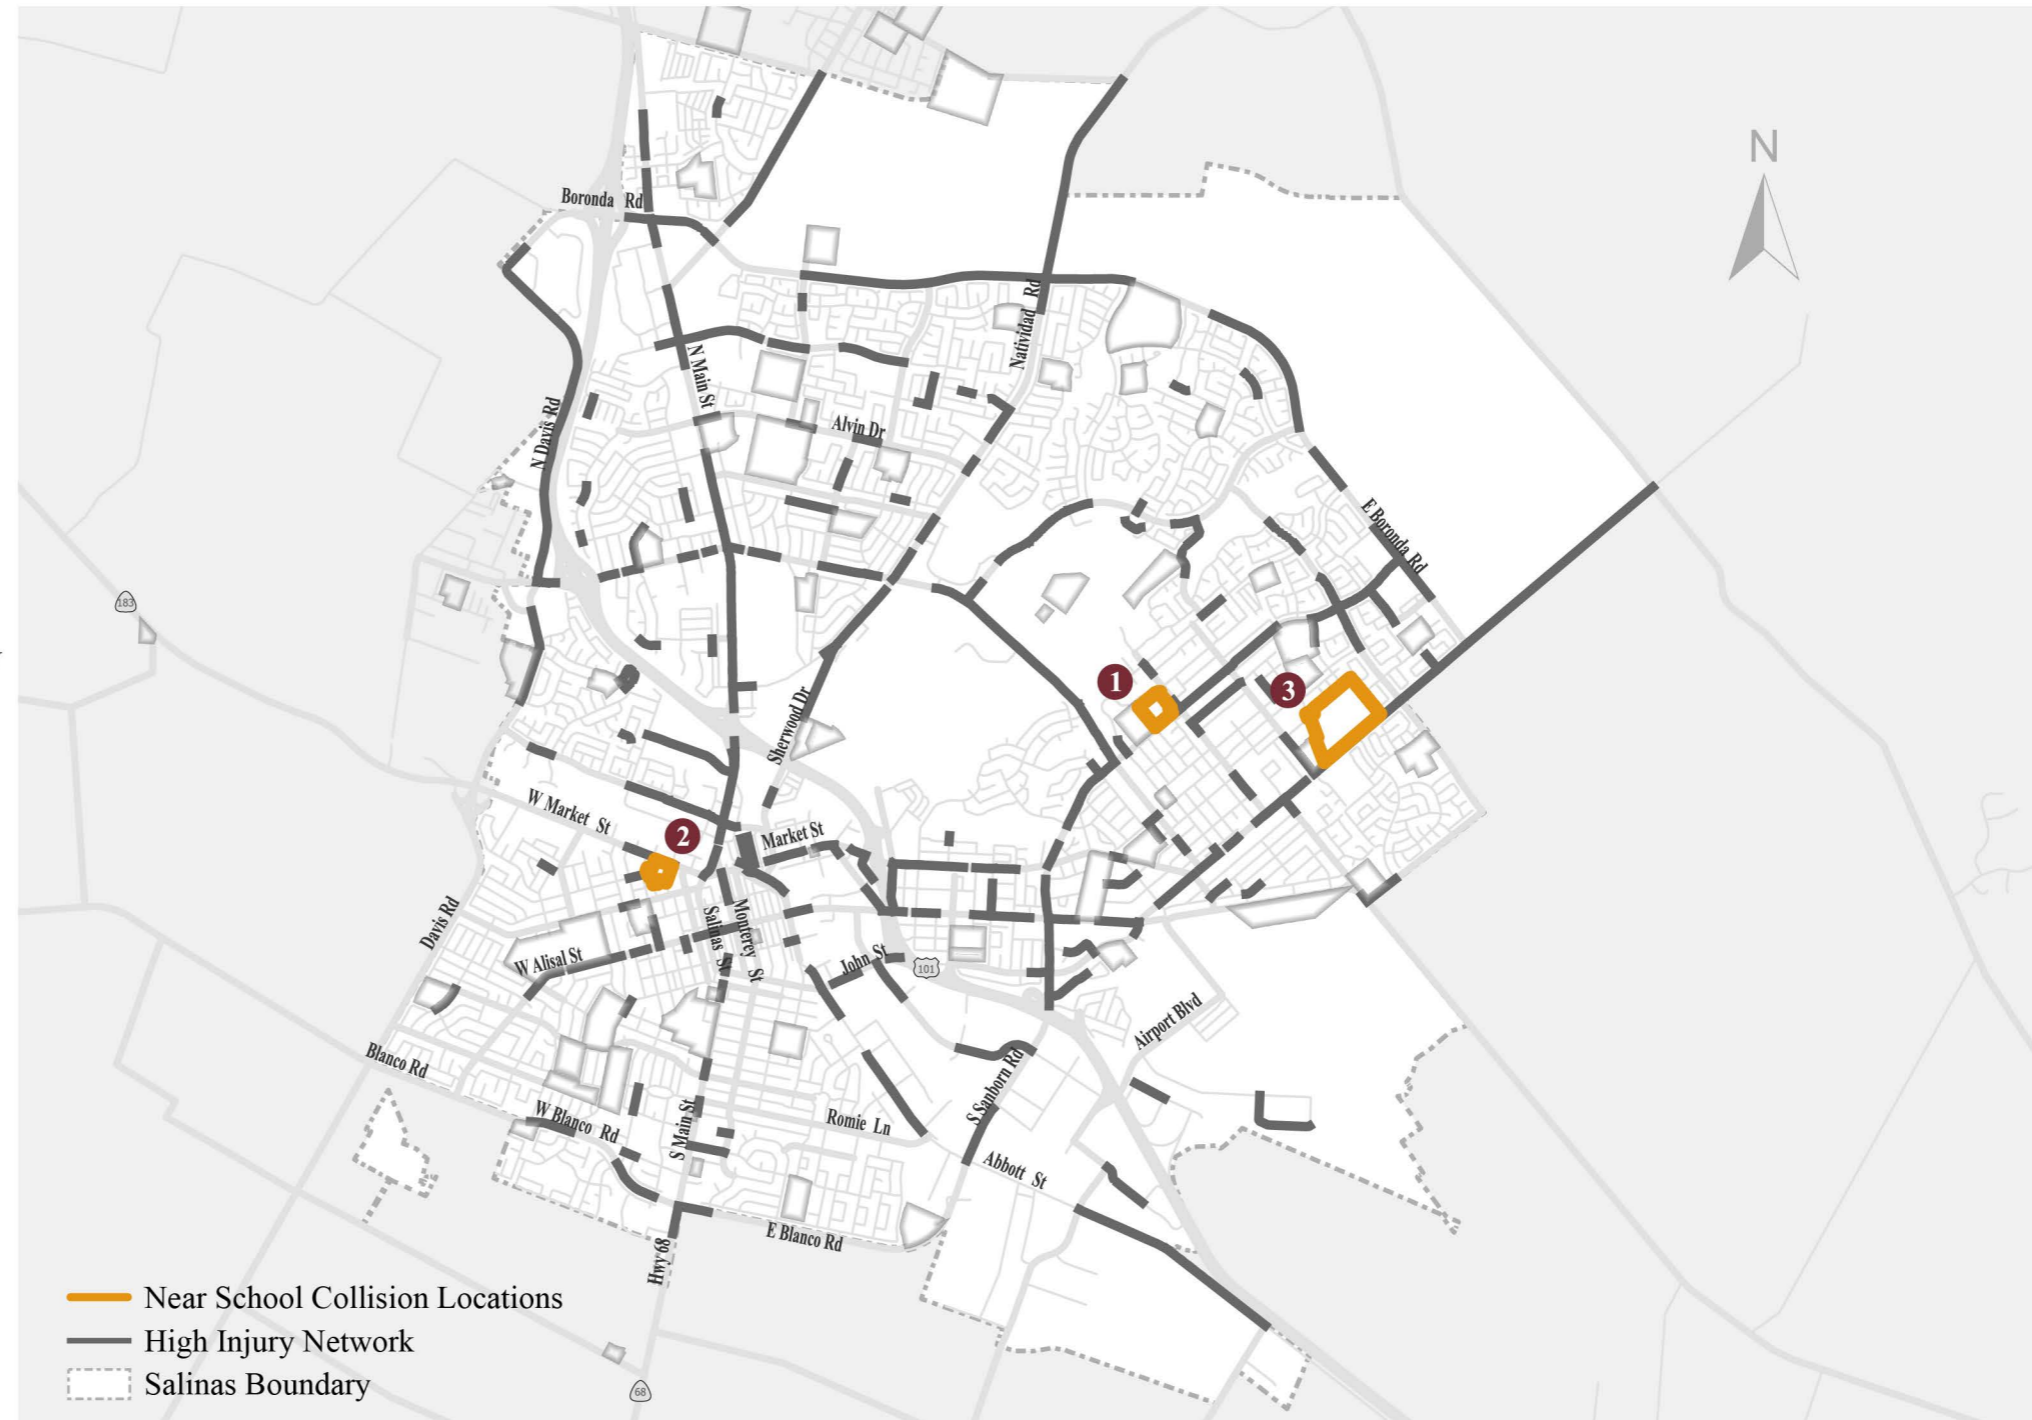 N
Boronda Rd
N Main St
Natividad Rd
N Davis Rd
Alvin Dr
E Boronda Rd
183
1
3
Sherwood Dr
W Market St
2
Market St
Davis Rd
Salinas St
Monterey St
W Alisal St
John St
101
Airport Blvd
Blanco Rd
S Sanborn Rd
W Blanco Rd
S Main St
Romie Ln
Abbott St
E Blanco Rd
Hwy 68
Near School Collision Locations
High Injury Network
Salinas Boundary
68